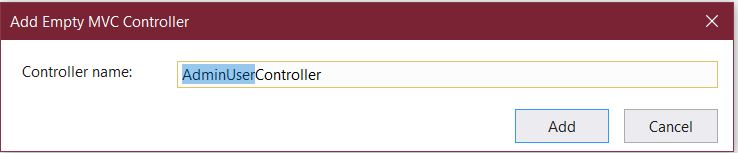 Add Empty MVC Controller
Controller name: AdminUserController
Add Cancel